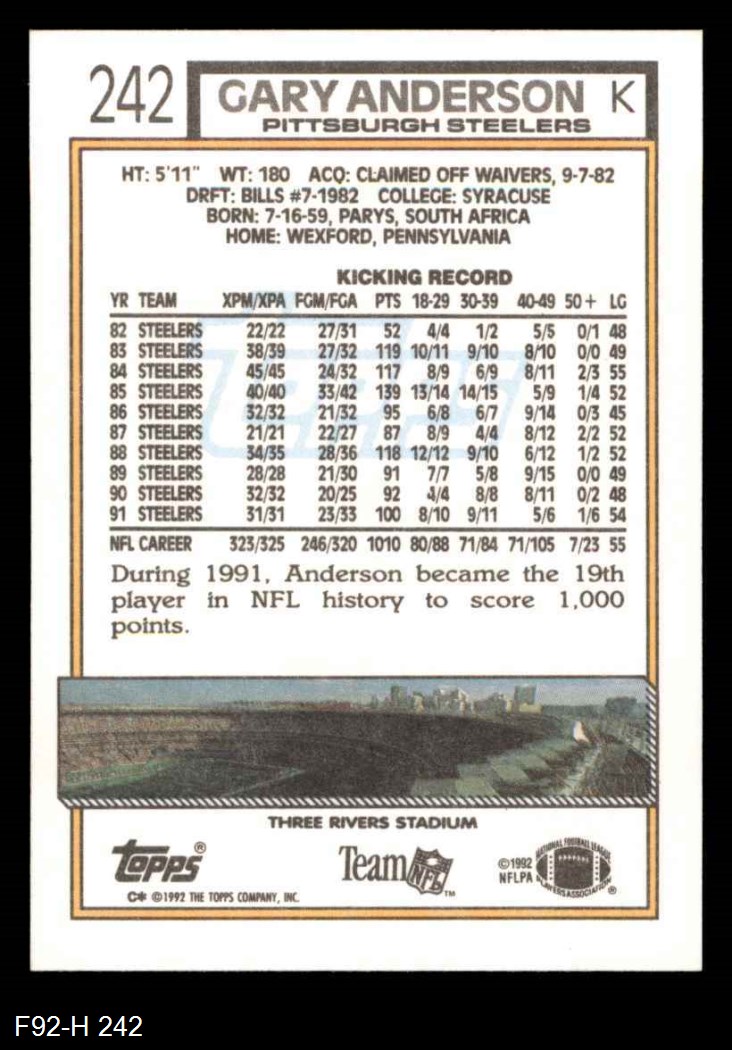 242 GARY ANDERSON K
PITTSBURGH STEELERS
HT: 5'11" WT: 180 ACQ: CLAIMED OFF WAIVERS, 9-7-82
DRFT: BILLS #7-1982 COLLEGE: SYRACUSE
BORN: 7-16-59, PARYS, SOUTH AFRICA
HOME: WEXFORD, PENNSYLVANIA
KICKING RECORD
YR TEAM XPM/XPA FGM/FGA PTS 18-29 30-39 40-49 50+ LG
82 STEELERS 22/22 27/31 52 4/4 1/2 5/5 0/1 48
83 STEELERS 38/39 27/32 119 10/11 9/10 8/10 0/0 49
84 STEELERS 45/45 24/32 117 8/9 6/9 8/11 2/3 55
85 STEELERS 40/40 33/42 139 13/14 14/15 5/9 1/4 52
86 STEELERS 32/32 21/32 95 6/8 6/7 9/14 0/3 45
87 STEELERS 21/21 22/27 87 8/9 4/4 8/12 2/2 52
88 STEELERS 34/35 28/36 118 12/12 9/10 6/12 1/2 52
89 STEELERS 28/28 21/30 91 7/7 5/8 9/15 0/0 49
90 STEELERS 32/32 20/25 92 4/4 8/8 8/11 0/2 48
91 STEELERS 31/31 23/33 100 8/10 9/11 5/6 1/6 54
NFL CAREER 323/325 246/320 1010 80/88 71/84 71/105 7/23 55
During 1991, Anderson became the 19th
player in NFL history to score 1,000
points.
THREE RIVERS STADIUM
Topps® Team NFL™ ©1992 NFLPA NATIONAL FOOTBALL LEAGUE PLAYERS ASSOCIATION®
C* ©1992 THE TOPPS COMPANY, INC.
F92-H 242